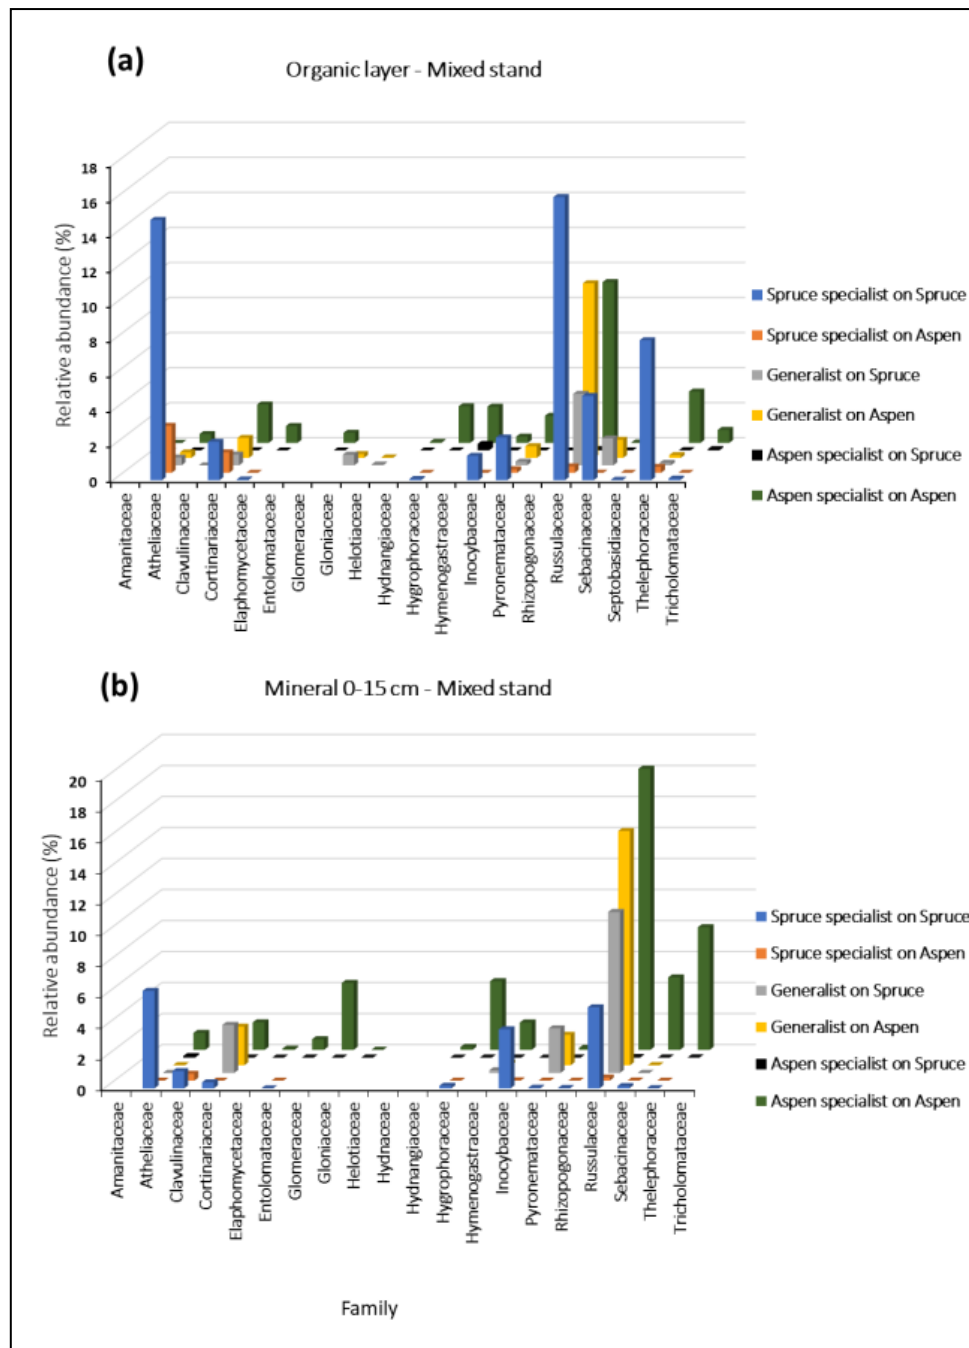 (a)
Organic layer - Mixed stand
Relative abundance (%)
18
16
14
12
10
8
6
4
2
0
Amanitaceae
Atheliaceae
Clavulinaceae
Cortinariaceae
Elaphomycetaceae
Entolomataceae
Glomeraceae
Gloniaceae
Helotiaceae
Hydnangiaceae
Hygrophoraceae
Hymenogastraceae
Inocybaceae
Pyronemataceae
Rhizopogonaceae
Russulaceae
Sebacinaceae
Septobasidiaceae
Thelephoraceae
Tricholomataceae
Spruce specialist on Spruce
Spruce specialist on Aspen
Generalist on Spruce
Generalist on Aspen
Aspen specialist on Spruce
Aspen specialist on Aspen
(b)
Mineral 0-15 cm - Mixed stand
Relative abundance (%)
20
18
16
14
12
10
8
6
4
2
0
Amanitaceae
Atheliaceae
Clavulinaceae
Cortinariaceae
Elaphomycetaceae
Entolomataceae
Glomeraceae
Gloniaceae
Helotiaceae
Hydnaceae
Hydnangiaceae
Hygrophoraceae
Hymenogastraceae
Inocybaceae
Pyronemataceae
Rhizopogonaceae
Russulaceae
Sebacinaceae
Thelephoraceae
Tricholomataceae
Spruce specialist on Spruce
Spruce specialist on Aspen
Generalist on Spruce
Generalist on Aspen
Aspen specialist on Spruce
Aspen specialist on Aspen
Family